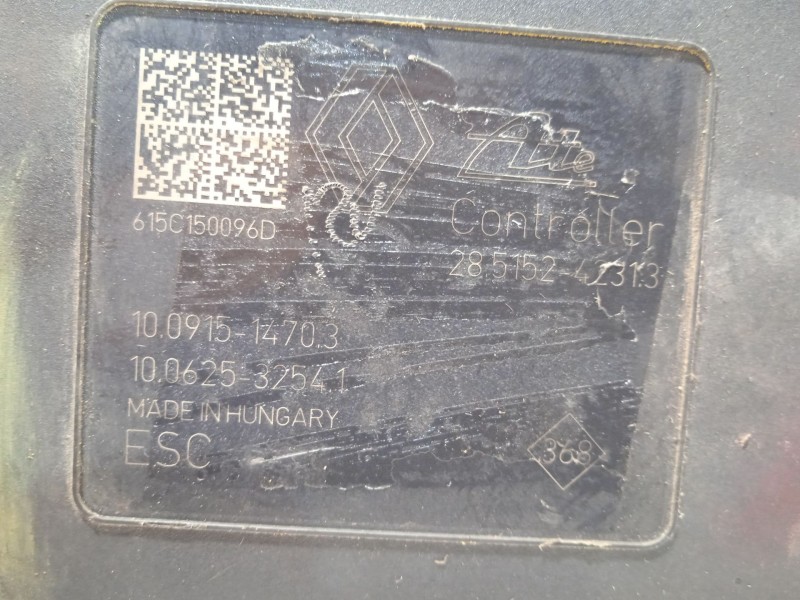 615C150096D
Ate
Controller
28.5152-4231.3
10.0915-1470.3
10.0625-3254.1
MADE IN HUNGARY
ESC
368